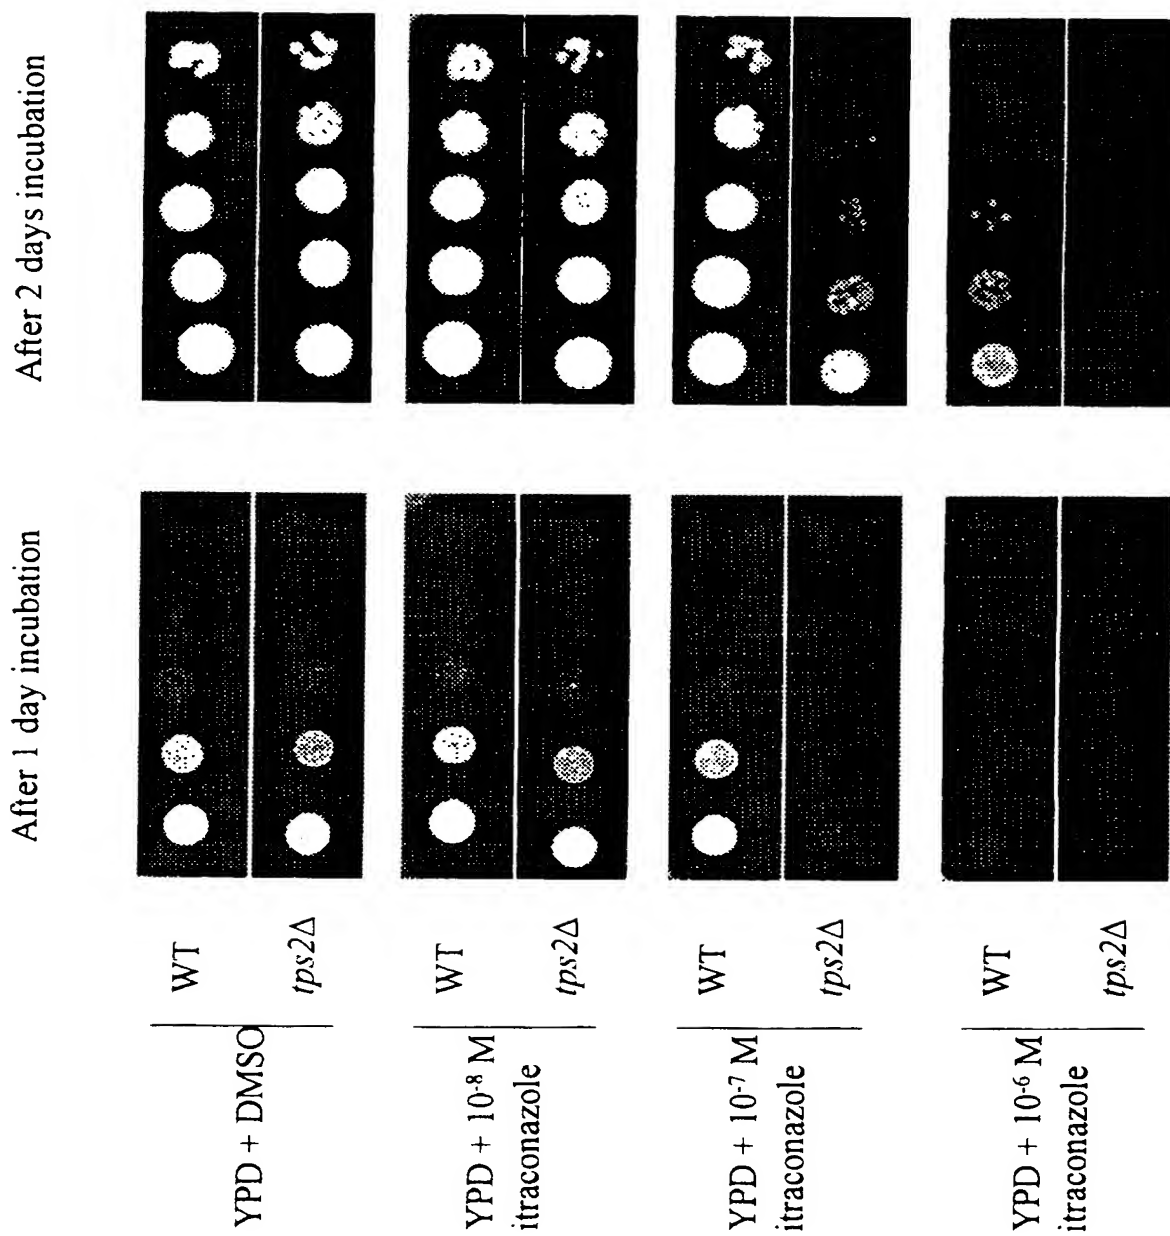 After 1 day incubation
After 2 days incubation
YPD + DMSO
WT
tps2Δ
YPD + 10⁻⁸ M
itraconazole
WT
tps2Δ
YPD + 10⁻⁷ M
itraconazole
WT
tps2Δ
YPD + 10⁻⁶ M
itraconazole
WT
tps2Δ